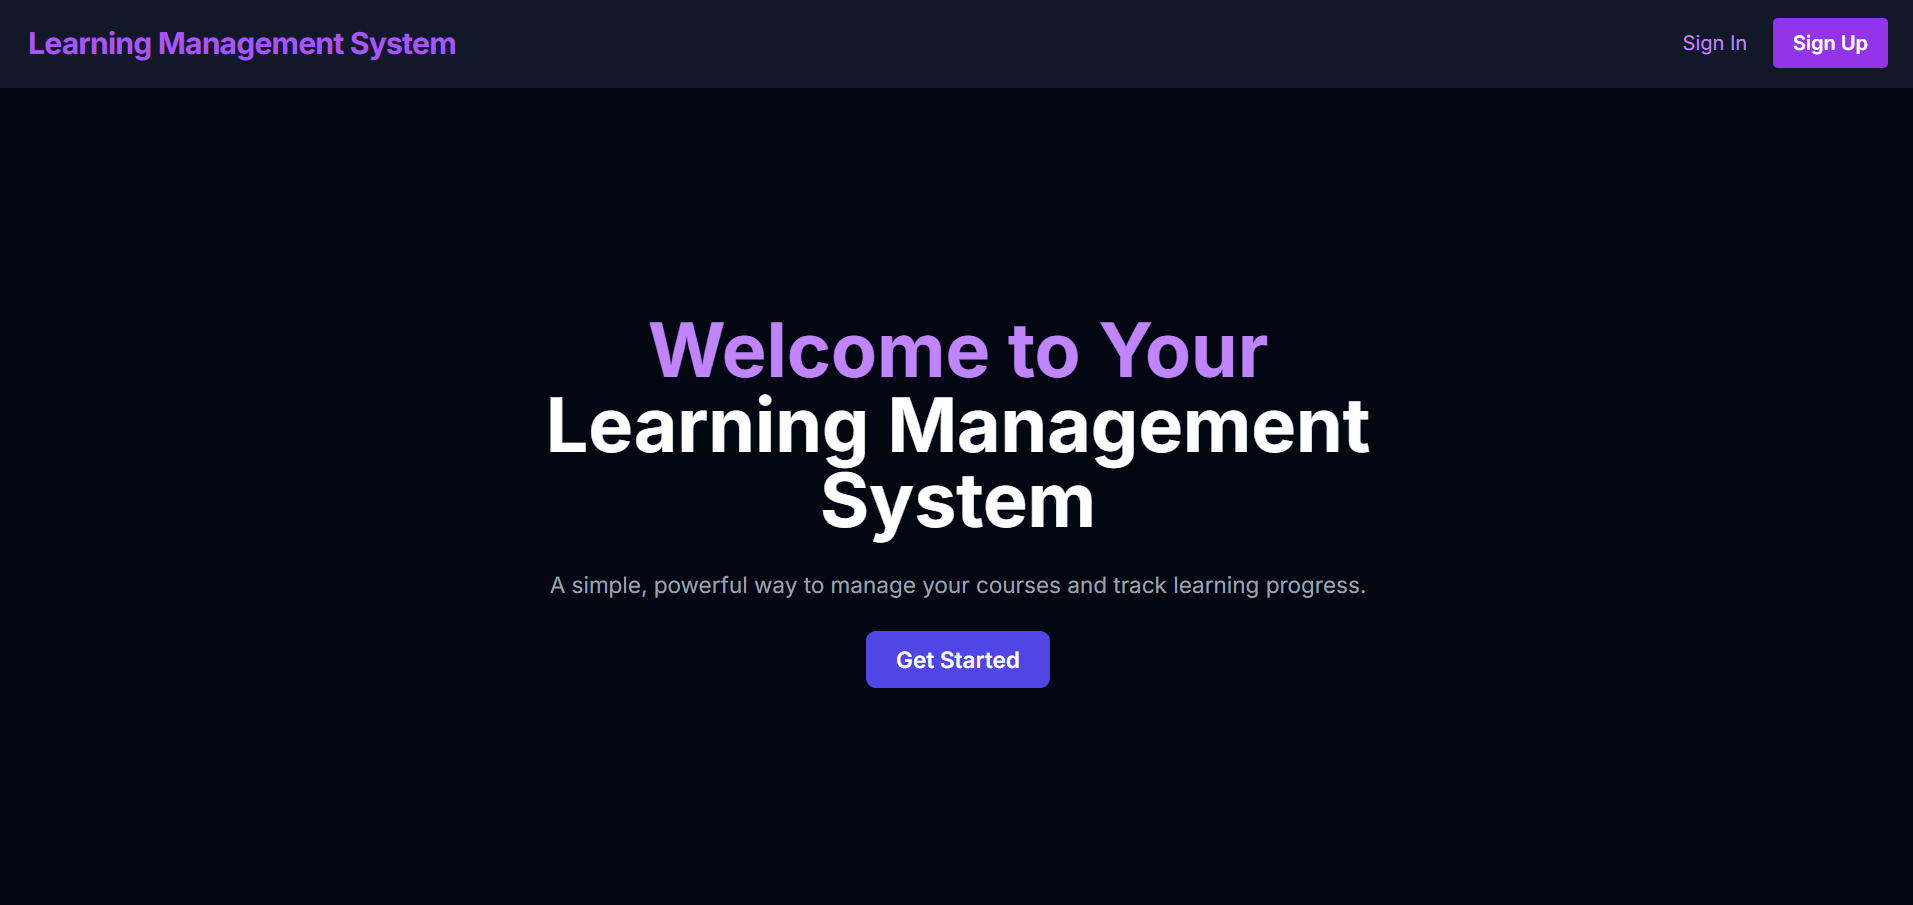 Learning Management System
Sign In
Sign Up
Welcome to Your
Learning Management
System
A simple, powerful way to manage your courses and track learning progress.
Get Started